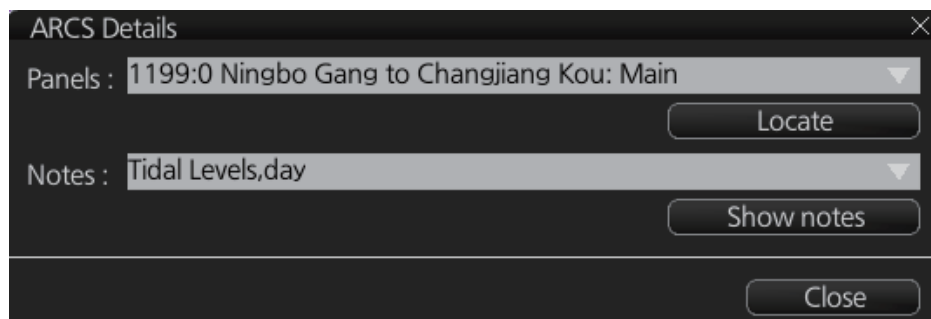 ARCS Details
Panels : 1199:0 Ningbo Gang to Changjiang Kou: Main
Locate
Notes : Tidal Levels,day
Show notes
Close